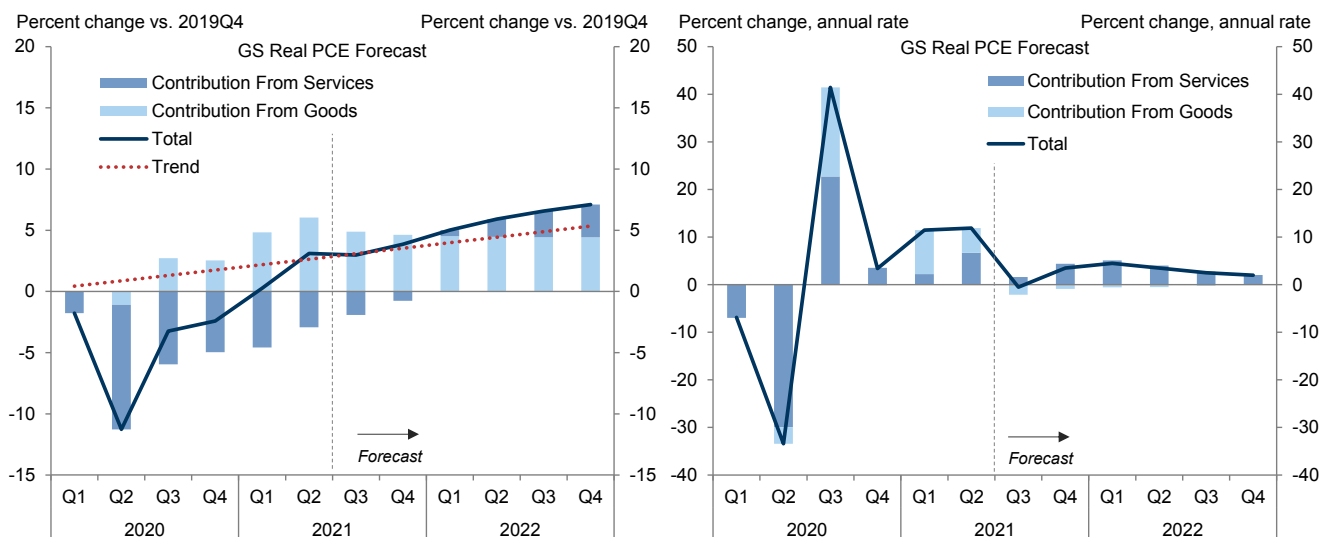 Percent change vs. 2019Q4
Percent change vs. 2019Q4
GS Real PCE Forecast
Contribution From Services
Contribution From Goods
Total
Trend
20
15
10
5
0
-5
-10
-15
20
15
10
5
0
-5
-10
-15
Forecast
Q1 Q2 Q3 Q4 Q1 Q2 Q3 Q4 Q1 Q2 Q3 Q4
2020 2021 2022
Percent change, annual rate
Percent change, annual rate
GS Real PCE Forecast
Contribution From Services
Contribution From Goods
Total
50
40
30
20
10
0
-10
-20
-30
-40
50
40
30
20
10
0
-10
-20
-30
-40
Forecast
Q1 Q2 Q3 Q4 Q1 Q2 Q3 Q4 Q1 Q2 Q3 Q4
2020 2021 2022